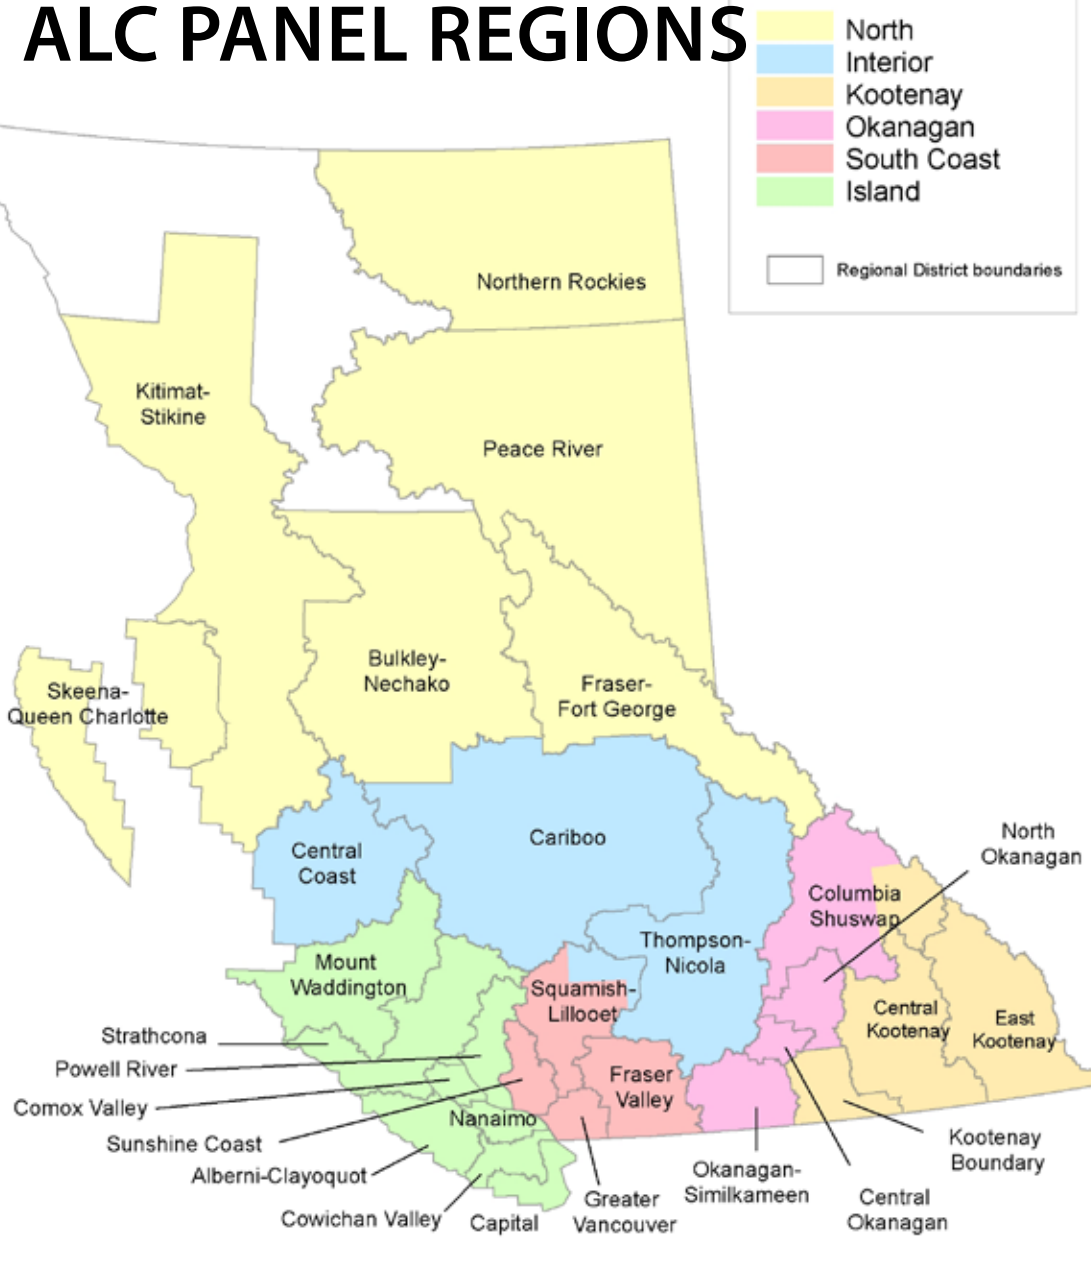 ALC PANEL REGIONS
North
Interior
Kootenay
Okanagan
South Coast
Island
Regional District boundaries
Northern Rockies
Kitimat-
Stikine
Peace River
Bulkley-
Nechako
Skeena-
Queen Charlotte
Fraser-
Fort George
Cariboo
Central
Coast
North
Okanagan
Columbia
Shuswap
Thompson-
Nicola
Mount
Waddington
Squamish-
Lillooet
Central
Kootenay
East
Kootenay
Strathcona
Powell River
Comox Valley
Fraser
Valley
Nanaimo
Sunshine Coast
Alberni-Clayoquot
Kootenay
Boundary
Okanagan-
Similkameen
Cowichan Valley
Capital
Greater
Vancouver
Central
Okanagan